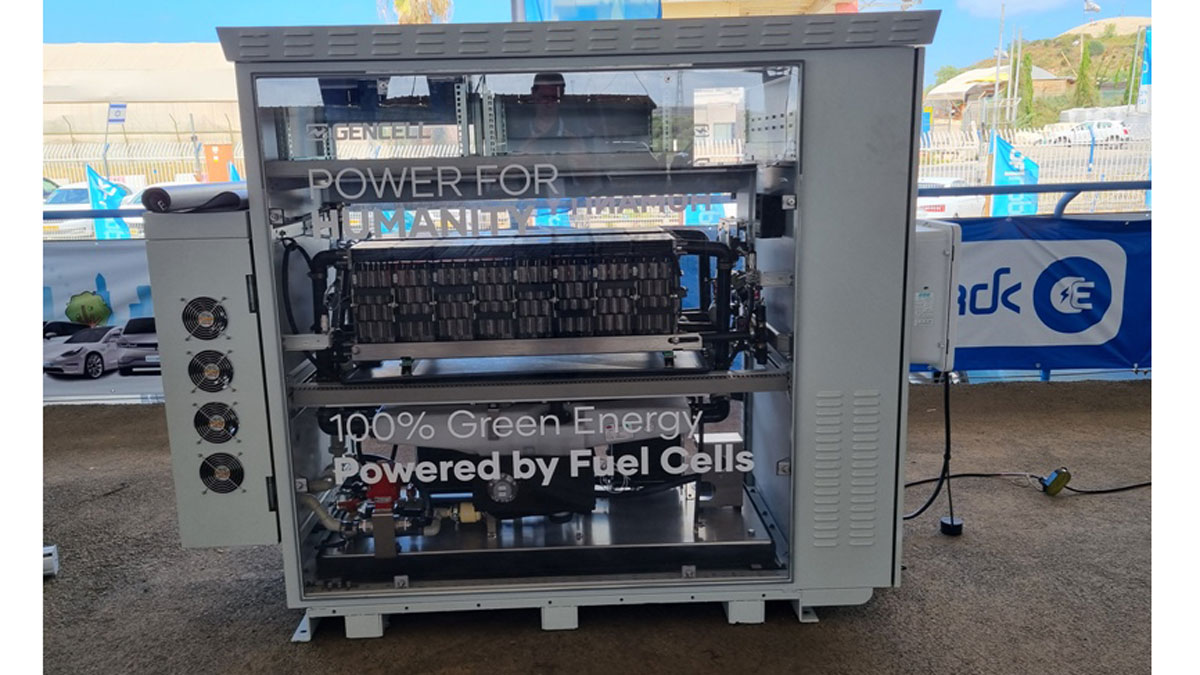 GENCELL
POWER FOR
HUMANITY
100% Green Energy
Powered by Fuel Cells